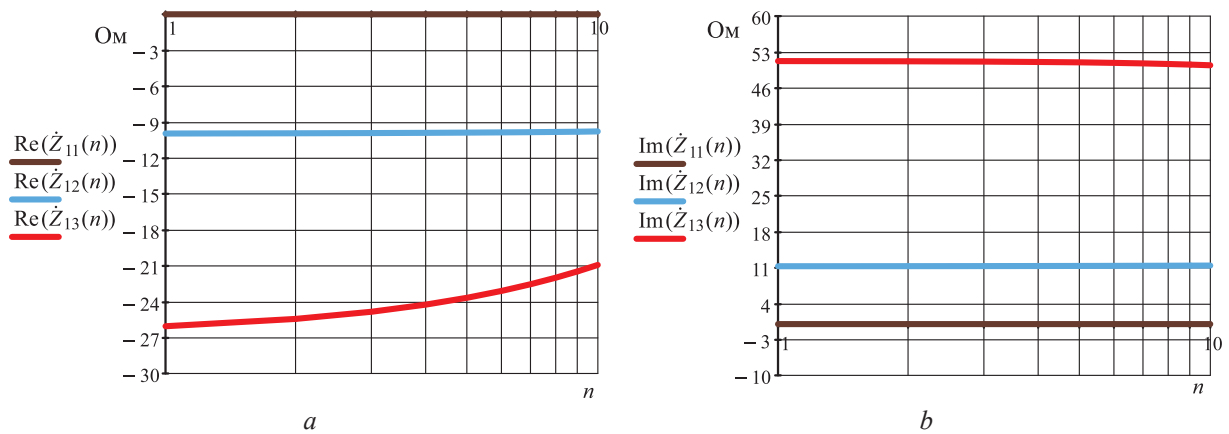 Ом
1
10
− 3
− 6
− 9
− 12
− 15
− 18
− 21
− 24
− 27
− 30
Re(Ż₁₁(n))
Re(Ż₁₂(n))
Re(Ż₁₃(n))
n
a
Ом
60
53
46
39
32
25
18
11
4
− 3
− 10
1
10
Im(Ż₁₁(n))
Im(Ż₁₂(n))
Im(Ż₁₃(n))
n
b